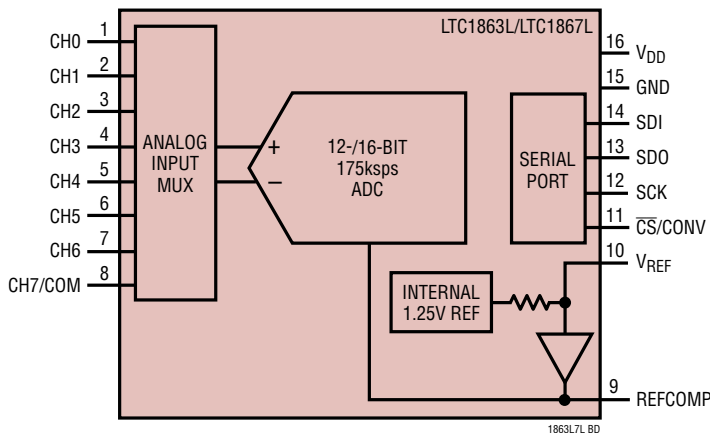 LTC1863L/LTC1867L
CH0 1
CH1 2
CH2 3
CH3 4
CH4 5
CH5 6
CH6 7
CH7/COM 8
ANALOG
INPUT
MUX
+
–
12-/16-BIT
175ksps
ADC
SERIAL
PORT
16 VDD
15 GND
14 SDI
13 SDO
12 SCK
11 C̅S̅/CONV
10 VREF
INTERNAL
1.25V REF
9 REFCOMP
1863L7L BD